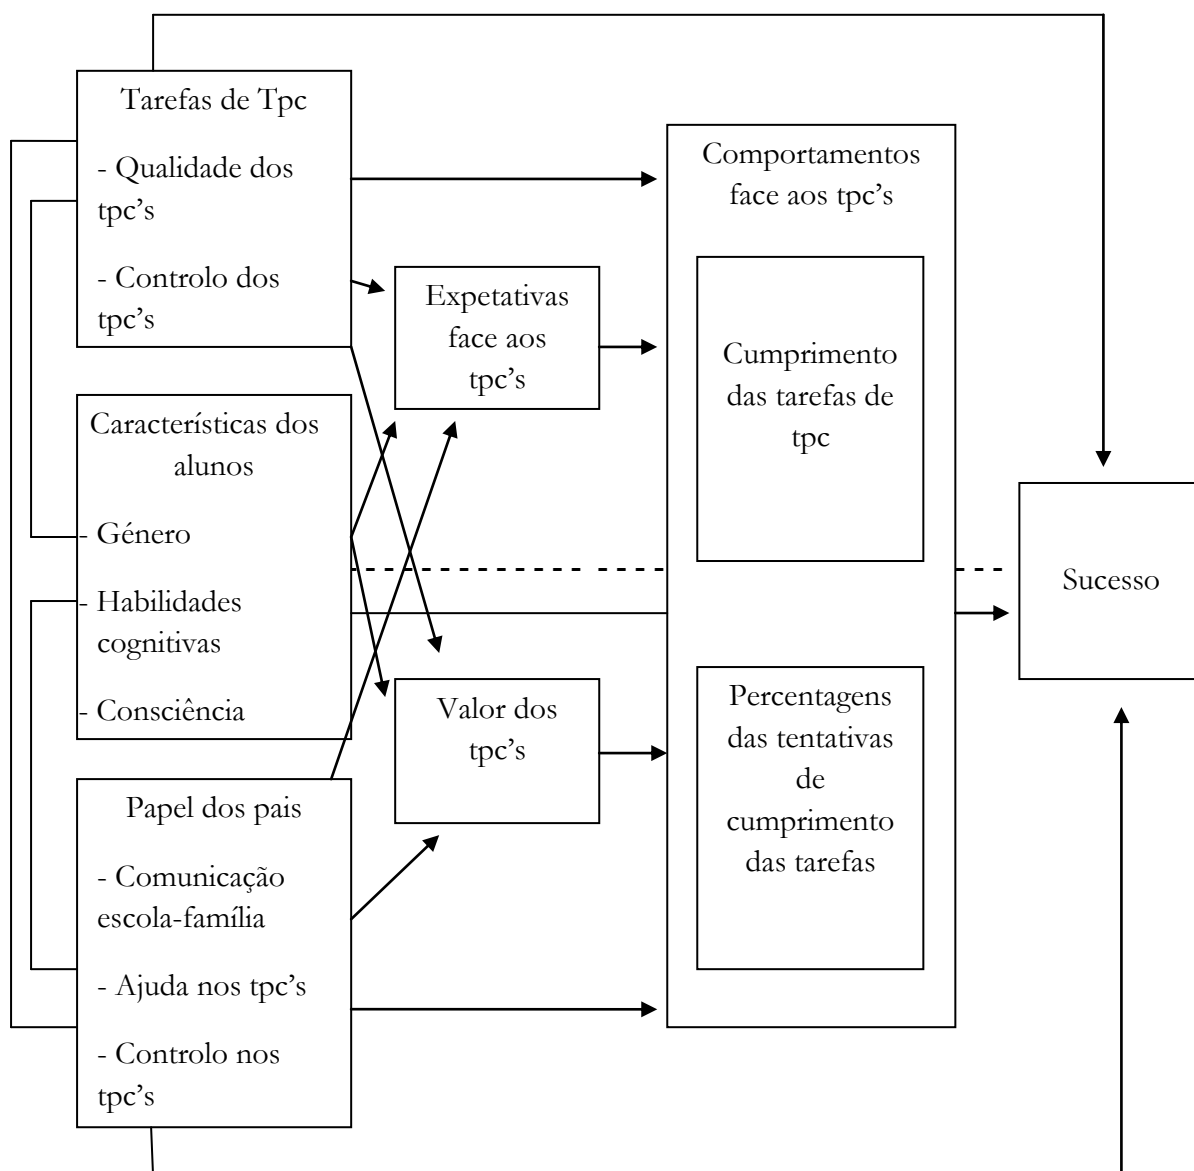 Tarefas de Tpc
- Qualidade dos
tpc’s
- Controlo dos
tpc’s
Características dos
alunos
- Género
- Habilidades
cognitivas
- Consciência
Papel dos pais
- Comunicação
escola-família
- Ajuda nos tpc’s
- Controlo nos
tpc’s
Expetativas
face aos
tpc’s
Valor dos
tpc’s
Comportamentos
face aos tpc’s
Cumprimento
das tarefas de
tpc
Percentagens
das tentativas
de
cumprimento
das tarefas
Sucesso